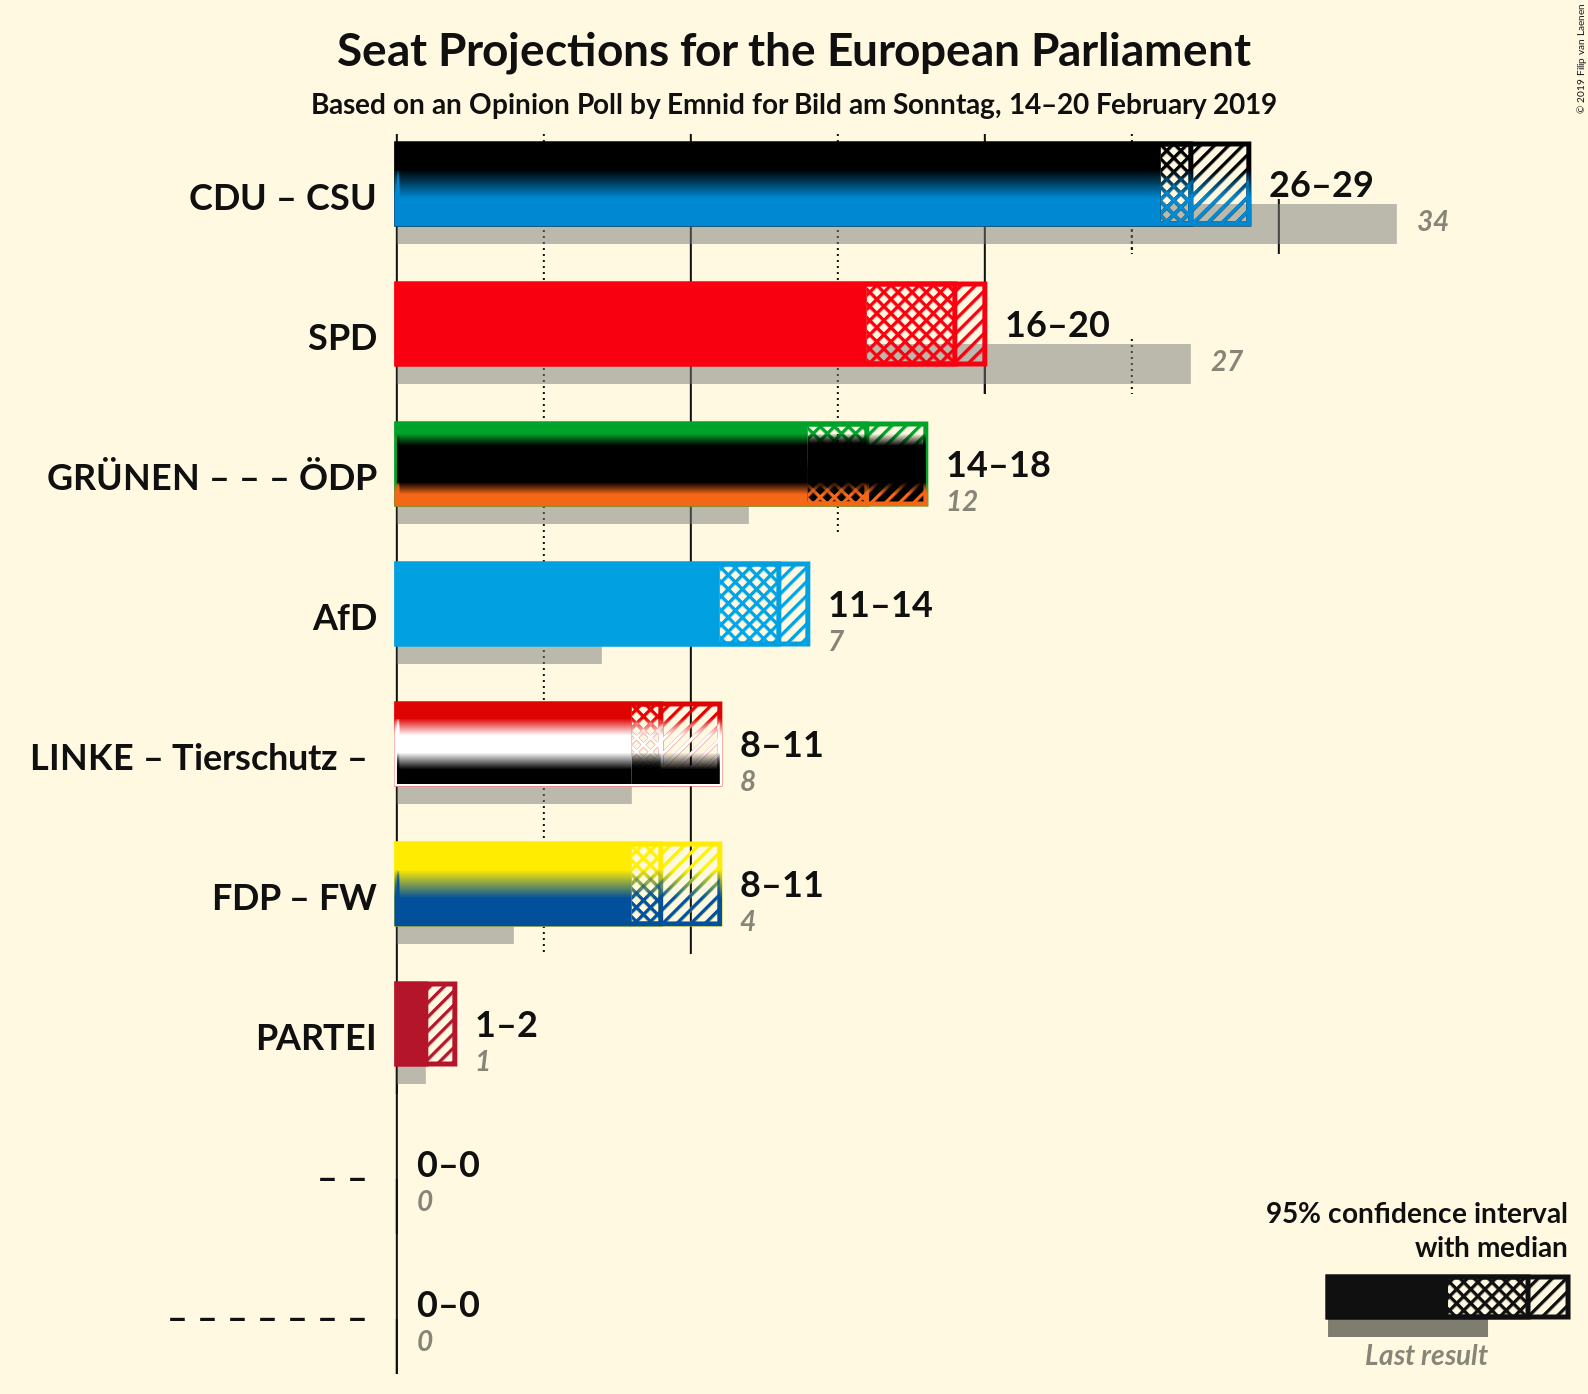 Seat Projections for the European Parliament
Based on an Opinion Poll by Emnid for Bild am Sonntag, 14–20 February 2019
© 2019 Filip van Laenen
CDU – CSU
26–29
34
SPD
16–20
27
GRÜNEN – – – ÖDP
14–18
12
AfD
11–14
7
LINKE – Tierschutz –
8–11
8
FDP – FW
8–11
4
PARTEI
1–2
1
– –
0–0
0
– – – – – – –
0–0
0
95% confidence interval
with median
Last result